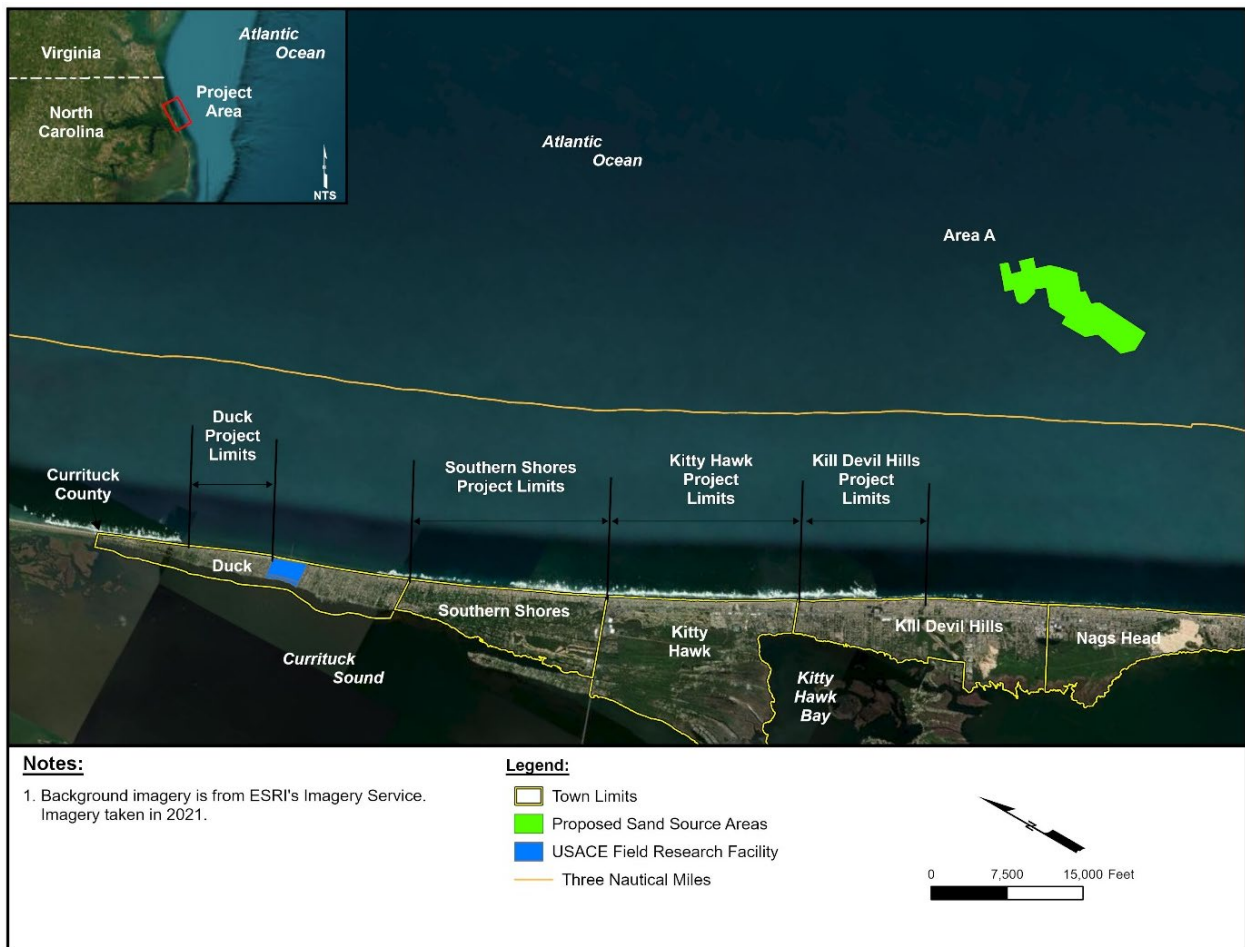 Virginia
North
Carolina
Atlantic
Ocean
Project
Area
NTS
Atlantic
Ocean
Area A
Duck
Project
Limits
Currituck
County
Southern Shores
Project Limits
Kitty Hawk
Project
Limits
Kill Devil Hills
Project
Limits
Duck
Southern Shores
Kitty
Hawk
Kill Devil Hills
Nags Head
Currituck
Sound
Kitty
Hawk
Bay
Notes:
1. Background imagery is from ESRI's Imagery Service.
Imagery taken in 2021.
Legend:
Town Limits
Proposed Sand Source Areas
USACE Field Research Facility
Three Nautical Miles
N
0 7,500 15,000 Feet